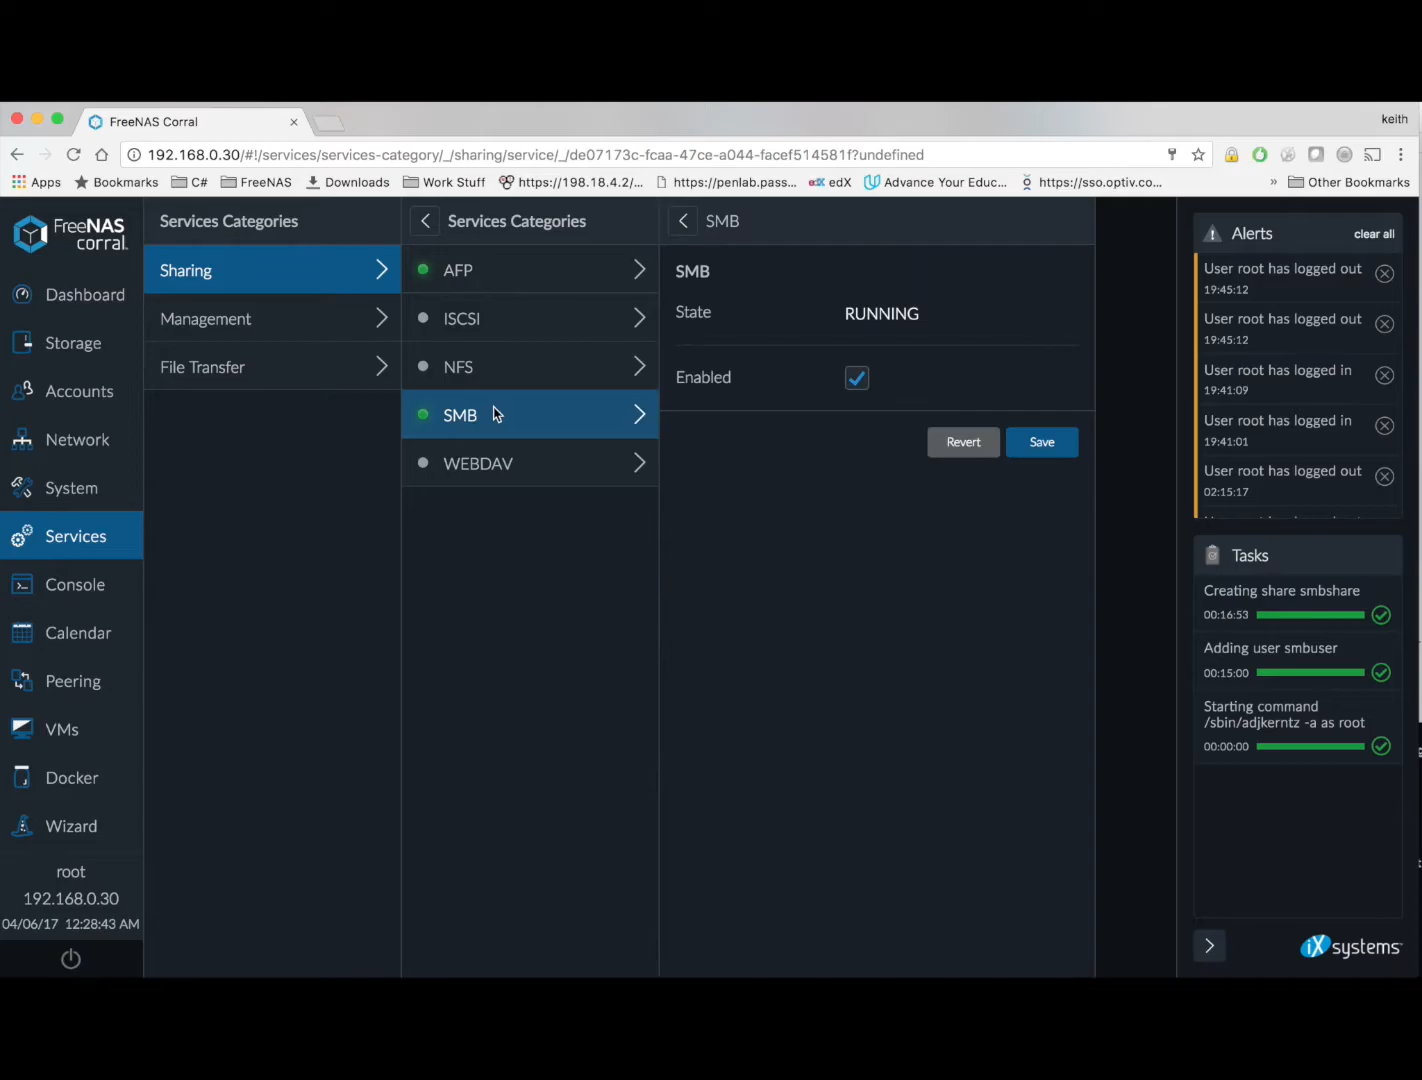 FreeNAS Corral
keith
192.168.0.30/#!/services/services-category/_/sharing/service/_/de07173c-fcaa-47ce-a044-facef514581f?undefined
Apps Bookmarks C# FreeNAS Downloads Work Stuff https://198.18.4.2/... https://penlab.pass... edX Advance Your Educ... https://sso.optiv.co... » Other Bookmarks
FreeNAS
corral
Dashboard
Storage
Accounts
Network
System
Services
Console
Calendar
Peering
VMs
Docker
Wizard
root
192.168.0.30
04/06/17 12:28:43 AM
Services Categories
Sharing
Management
File Transfer
Services Categories
AFP
ISCSI
NFS
SMB
WEBDAV
SMB
SMB
State RUNNING
Enabled
Revert Save
Alerts clear all
User root has logged out
19:45:12
User root has logged out
19:45:12
User root has logged in
19:41:09
User root has logged in
19:41:01
User root has logged out
02:15:17
Tasks
Creating share smbshare
00:16:53
Adding user smbuser
00:15:00
Starting command
/sbin/adjkerntz -a as root
00:00:00
iXsystems